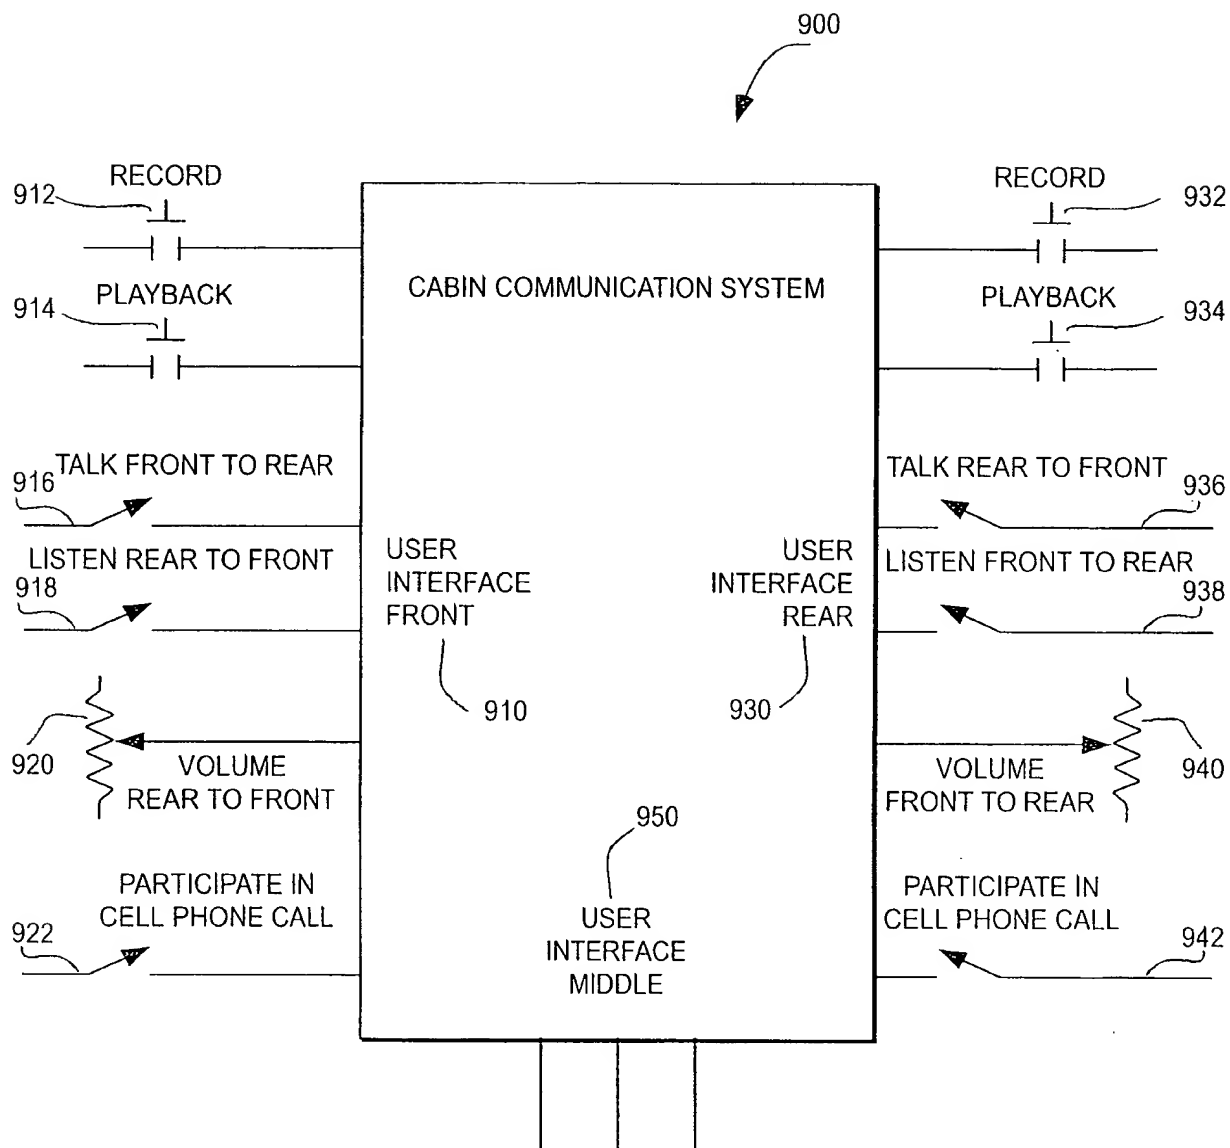 900
RECORD
912
PLAYBACK
914
TALK FRONT TO REAR
916
LISTEN REAR TO FRONT
918
920
VOLUME
REAR TO FRONT
PARTICIPATE IN
CELL PHONE CALL
922
CABIN COMMUNICATION SYSTEM
USER
INTERFACE
FRONT
910
USER
INTERFACE
REAR
930
950
USER
INTERFACE
MIDDLE
RECORD
932
PLAYBACK
934
TALK REAR TO FRONT
936
LISTEN FRONT TO REAR
938
940
VOLUME
FRONT TO REAR
PARTICIPATE IN
CELL PHONE CALL
942